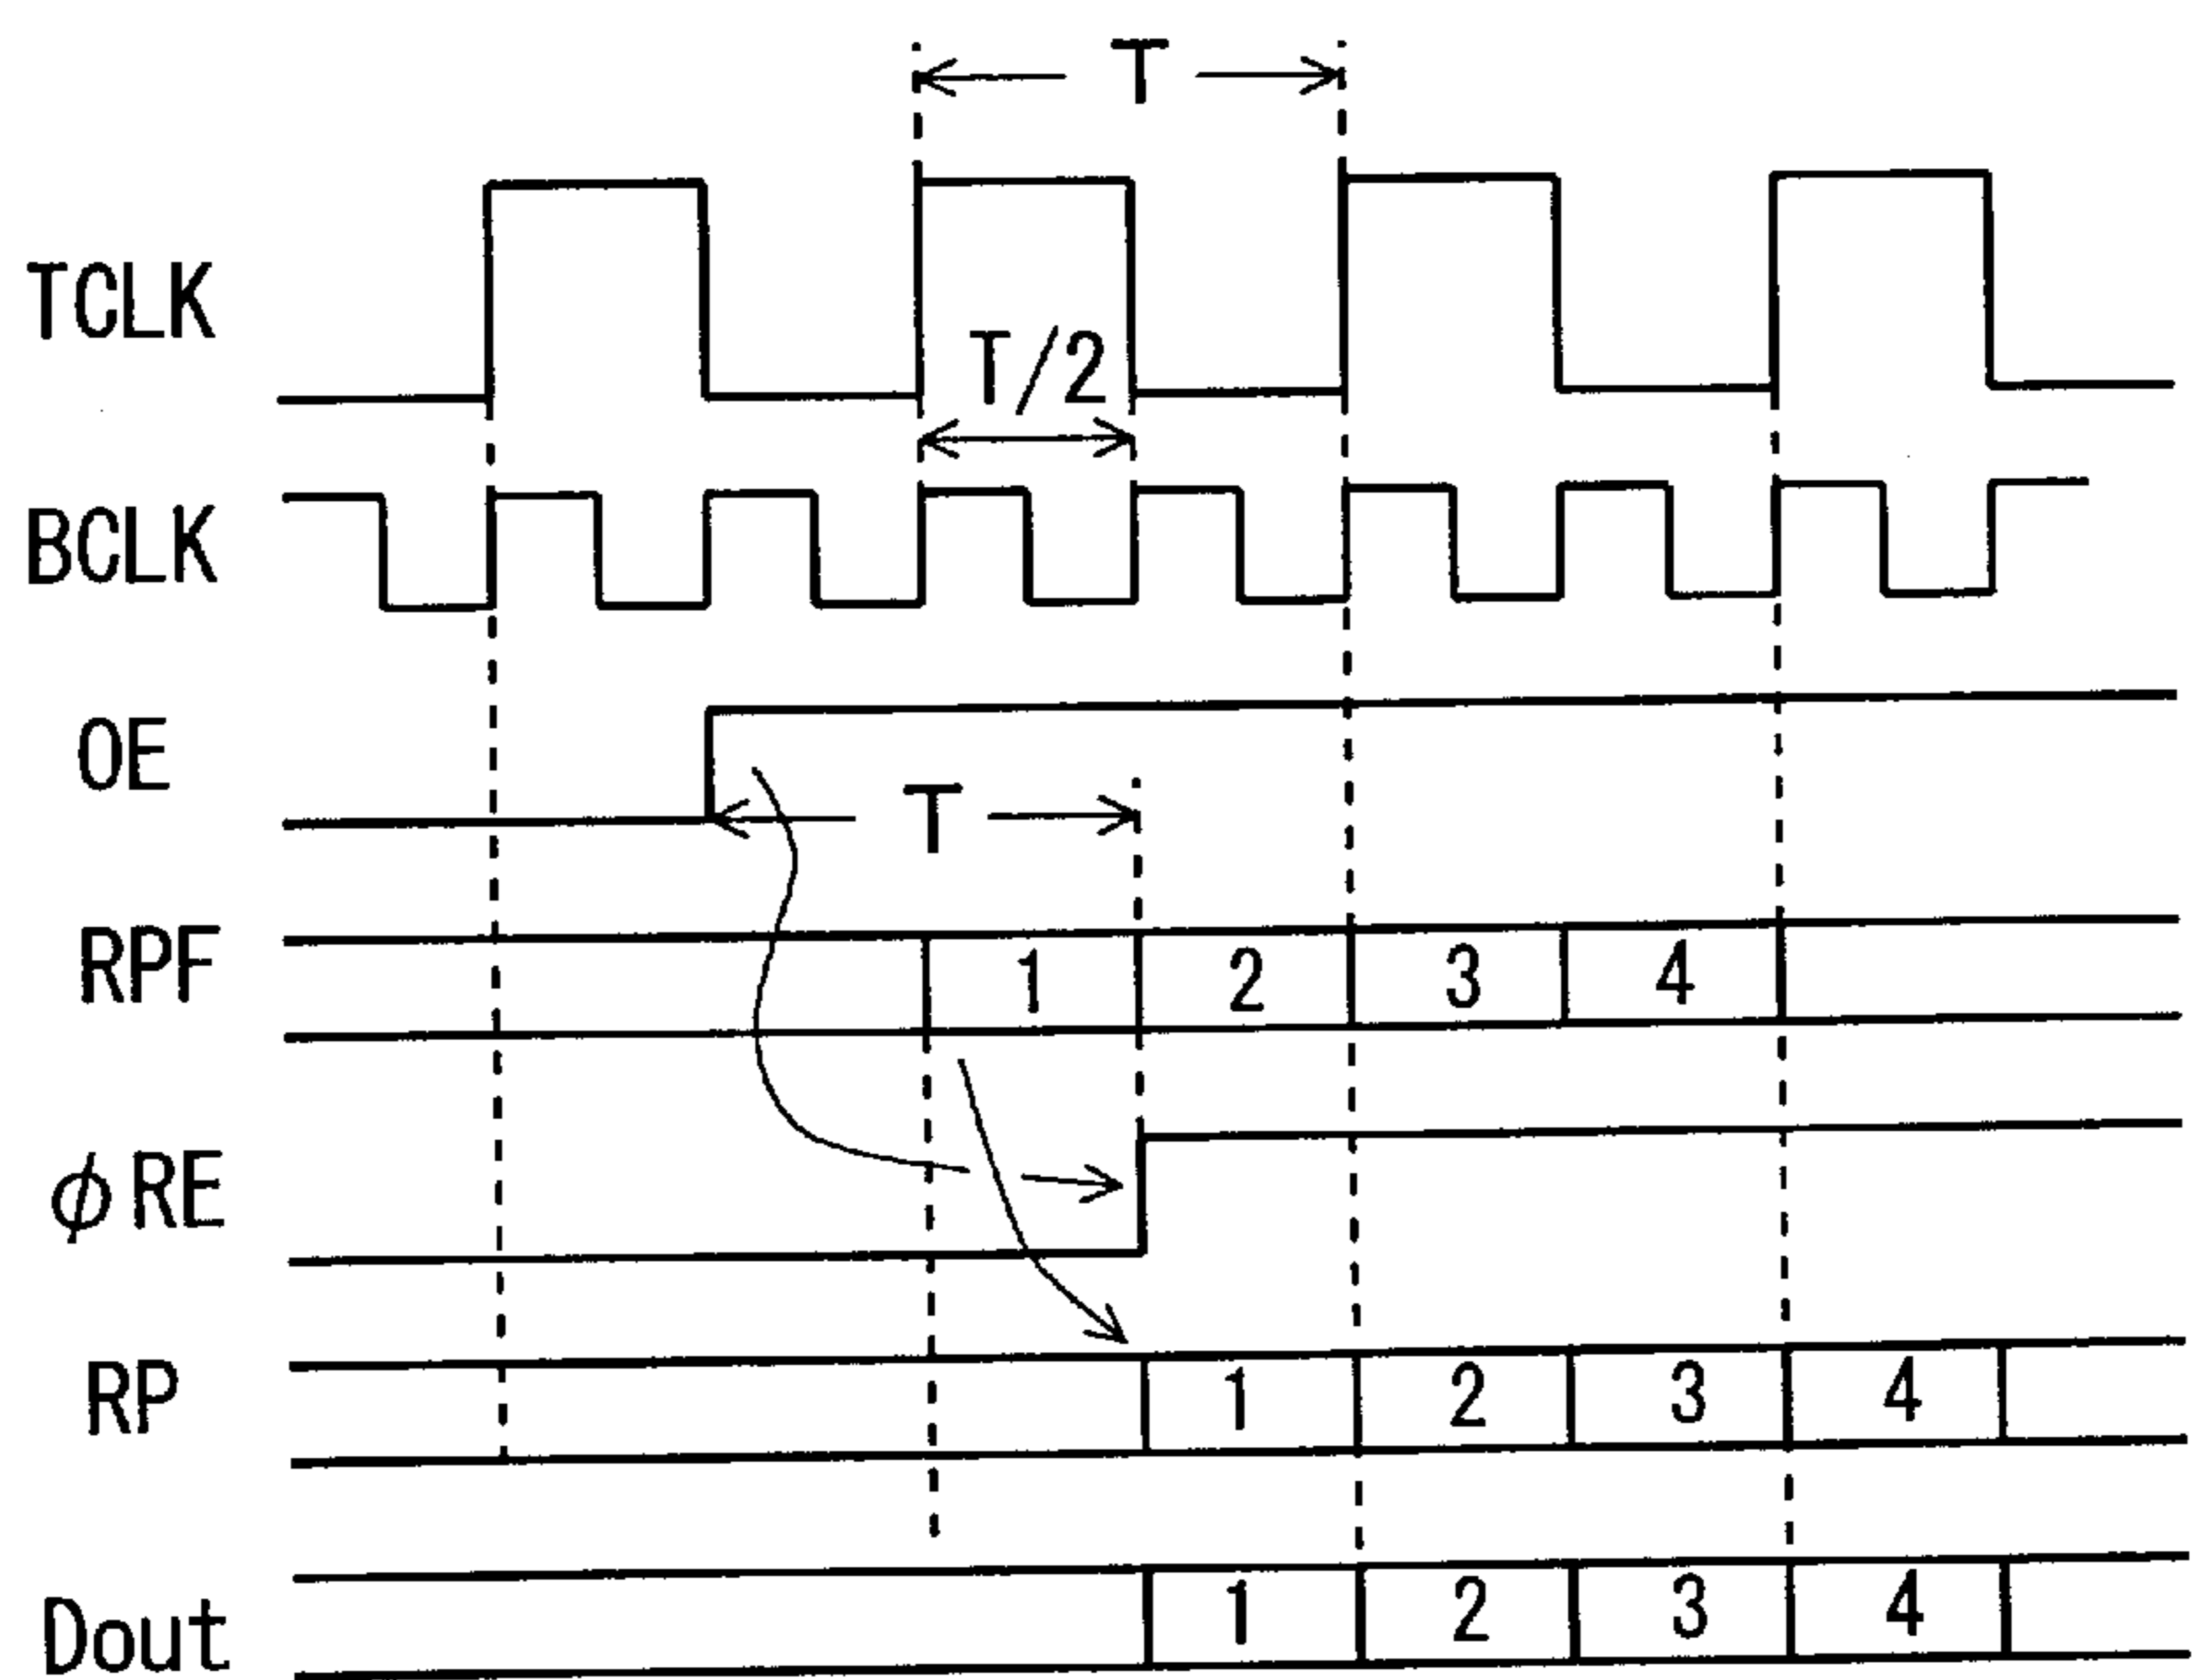 T
TCLK
T/2
BCLK
OE
T
RPF 1 2 3 4
φRE
RP 1 2 3 4
Dout 1 2 3 4